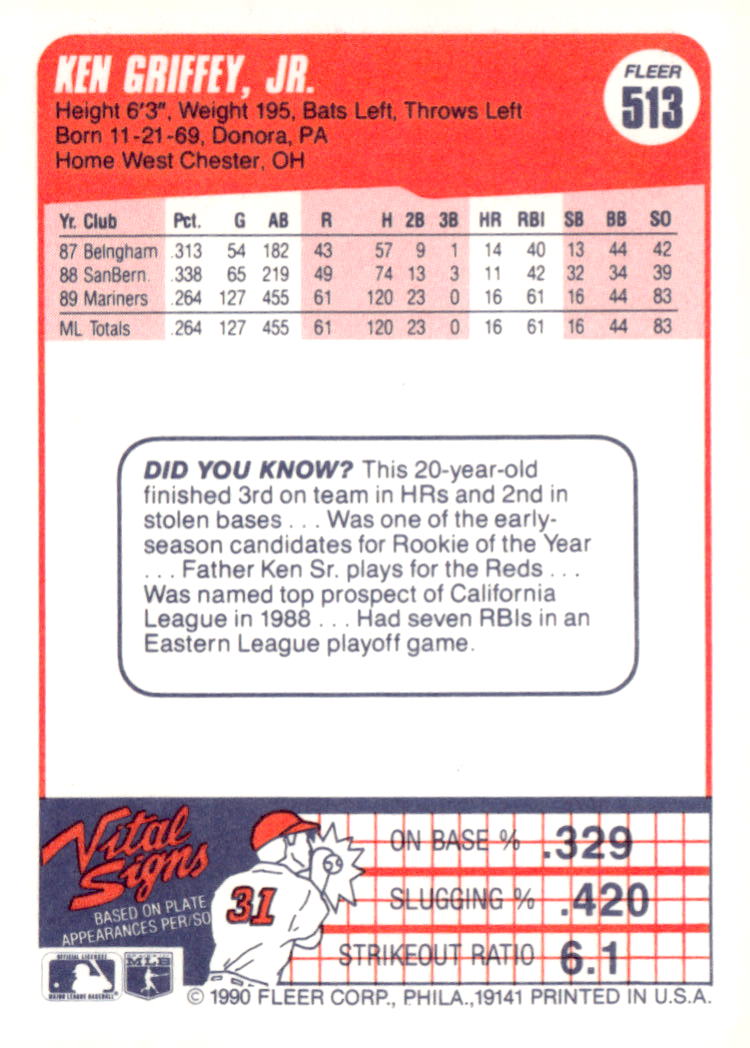 KEN GRIFFEY, JR.
FLEER
513
Height 6'3", Weight 195, Bats Left, Throws Left
Born 11-21-69, Donora, PA
Home West Chester, OH
Yr. Club Pct. G AB R H 2B 3B HR RBI SB BB SO
87 Belngham .313 54 182 43 57 9 1 14 40 13 44 42
88 SanBern. .338 65 219 49 74 13 3 11 42 32 34 39
89 Mariners .264 127 455 61 120 23 0 16 61 16 44 83
ML Totals .264 127 455 61 120 23 0 16 61 16 44 83
DID YOU KNOW? This 20-year-old
finished 3rd on team in HRs and 2nd in
stolen bases . . . Was one of the early-
season candidates for Rookie of the Year
. . . Father Ken Sr. plays for the Reds . . .
Was named top prospect of California
League in 1988 . . . Had seven RBIs in an
Eastern League playoff game.
Vital
Signs
BASED ON PLATE
APPEARANCES PER/SO
31
ON BASE % .329
SLUGGING % .420
STRIKEOUT RATIO 6.1
OFFICIAL LICENSEE
MAJOR LEAGUE BASEBALL
MLB
© 1990 FLEER CORP., PHILA.,19141 PRINTED IN U.S.A.